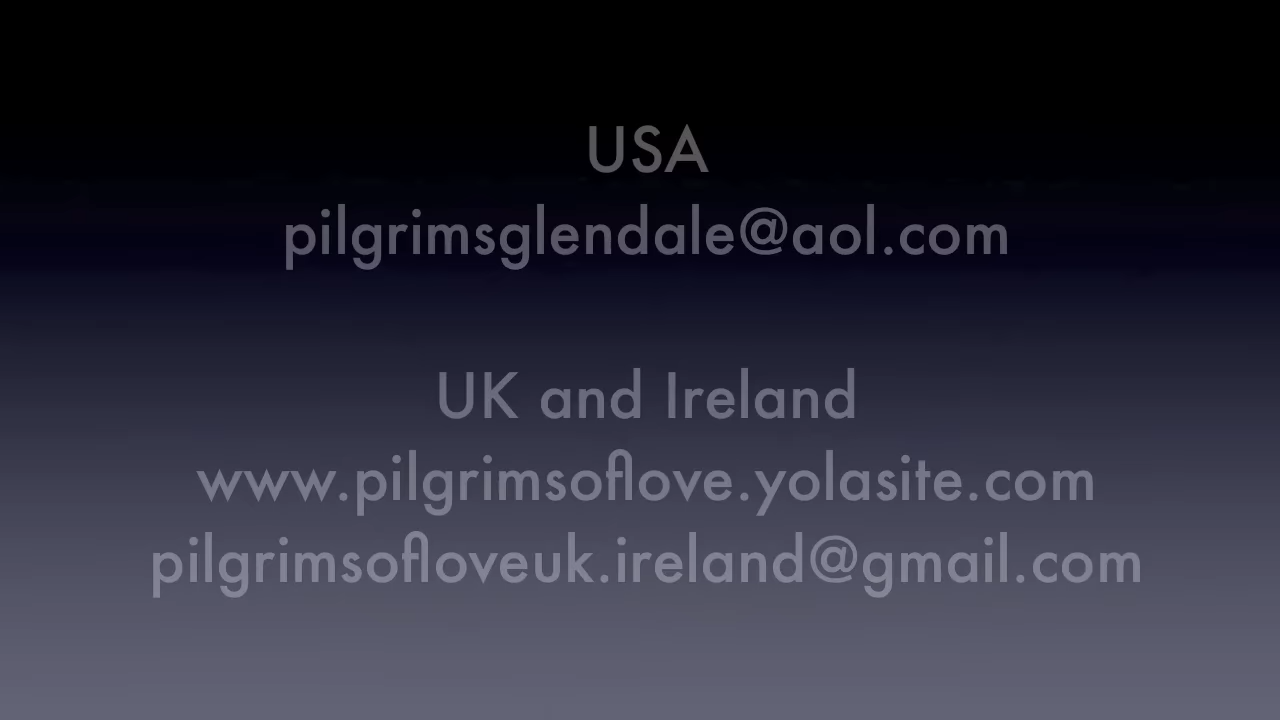 USA
pilgrimsglendale@aol.com
UK and Ireland
www.pilgrimsoflove.yolasite.com
pilgrimsofloveuk.ireland@gmail.com